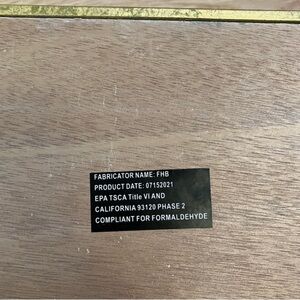 FABRICATOR NAME: FHB
PRODUCT DATE: 07152021
EPA TSCA Title VI AND
CALIFORNIA 93120 PHASE 2
COMPLIANT FOR FORMALDEHYDE